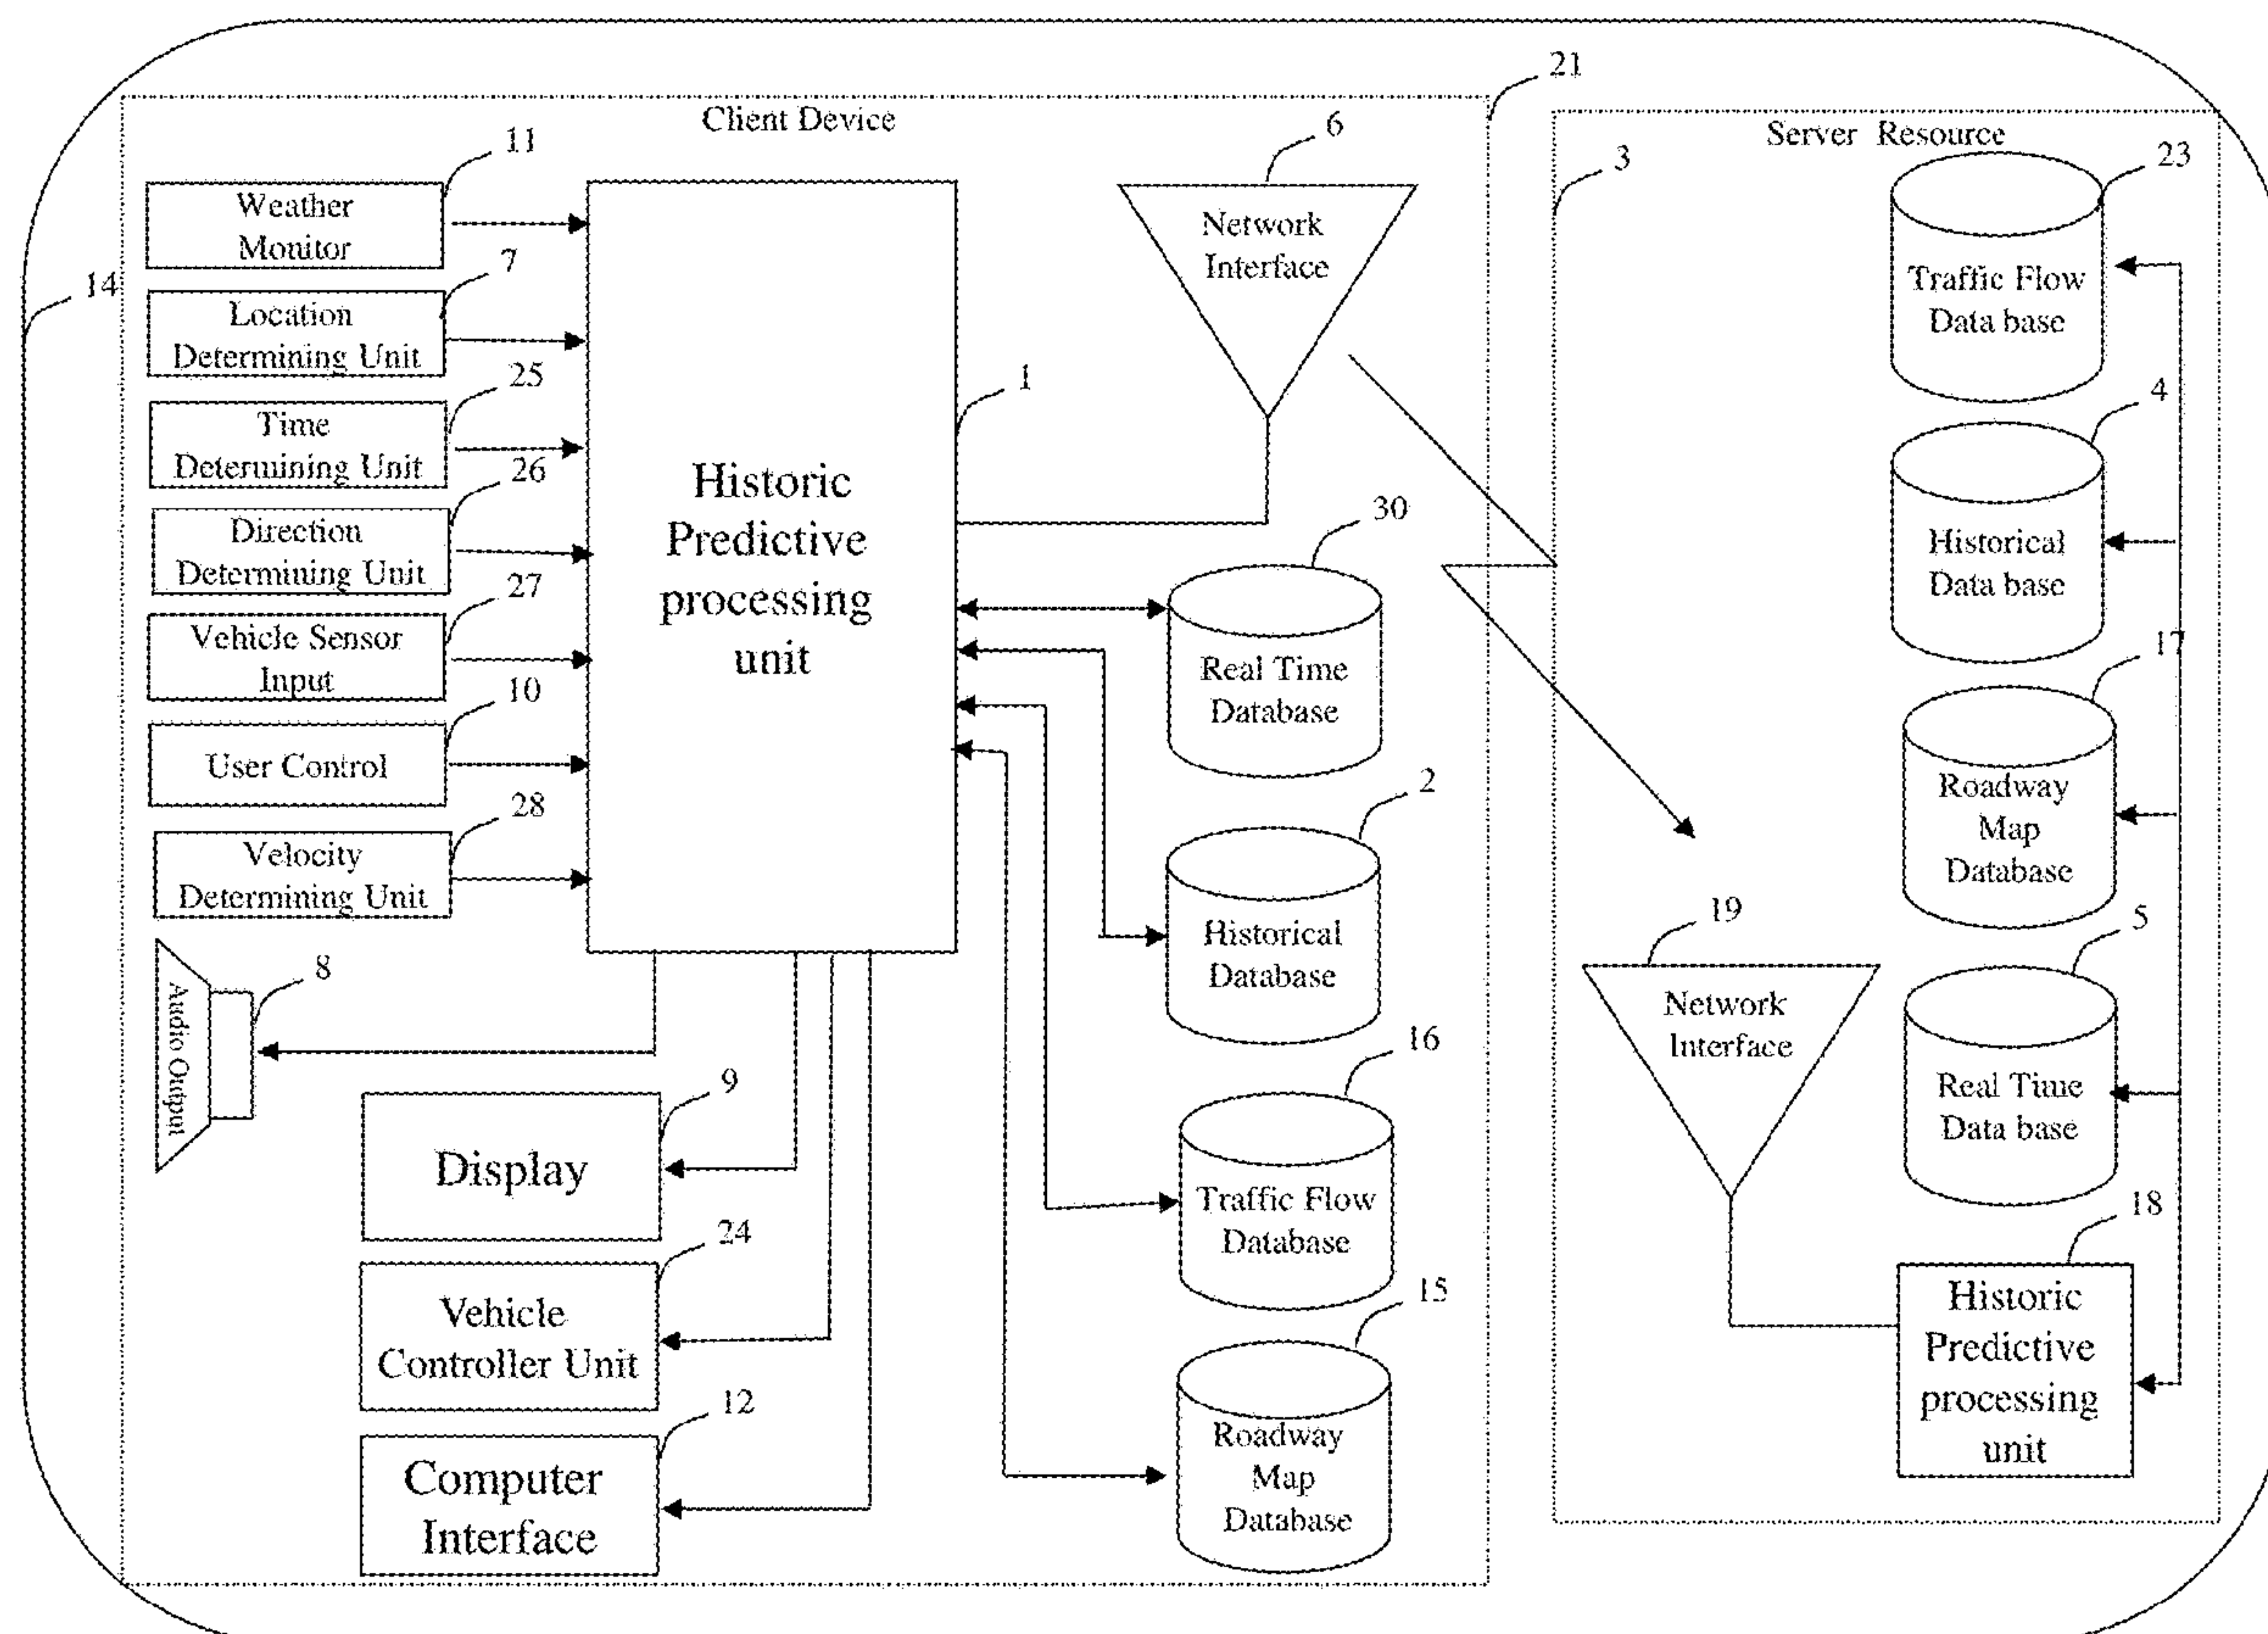 21
Client Device
Server Resource
6
3
23
11
Weather
Monitor
7
14
Location
Determining Unit
25
Time
Determining Unit
26
Direction
Determining Unit
27
Vehicle Sensor
Input
10
User Control
28
Velocity
Determining Unit
Historic
Predictive
processing
unit
1
Network
Interface
30
Real Time
Database
2
Historical
Database
16
Traffic Flow
Database
15
Roadway
Map
Database
8
Audio Output
9
Display
24
Vehicle
Controller Unit
12
Computer
Interface
Traffic Flow
Data base
4
Historical
Data base
17
Roadway
Map
Database
5
Real Time
Data base
19
Network
Interface
18
Historic
Predictive
processing
unit